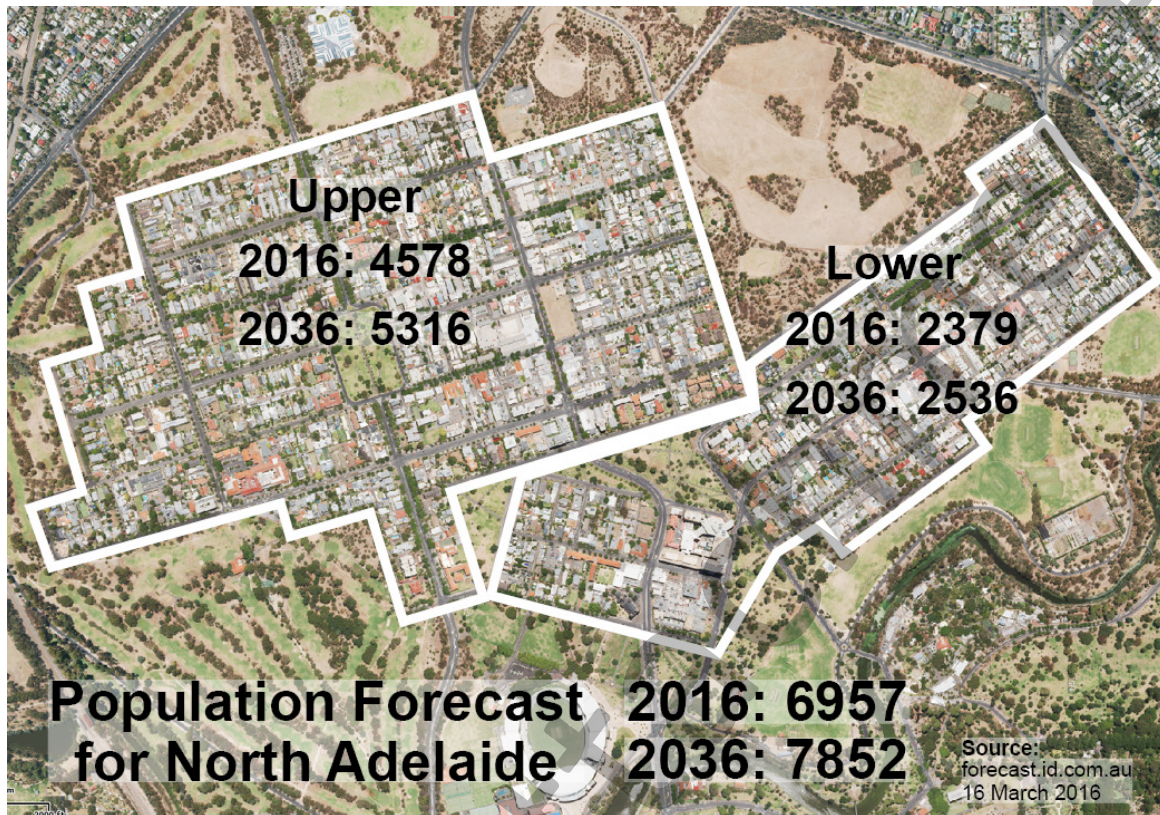 Upper
2016: 4578
2036: 5316
Lower
2016: 2379
2036: 2536
Population Forecast 2016: 6957
for North Adelaide 2036: 7852
Source:
forecast.id.com.au
16 March 2016